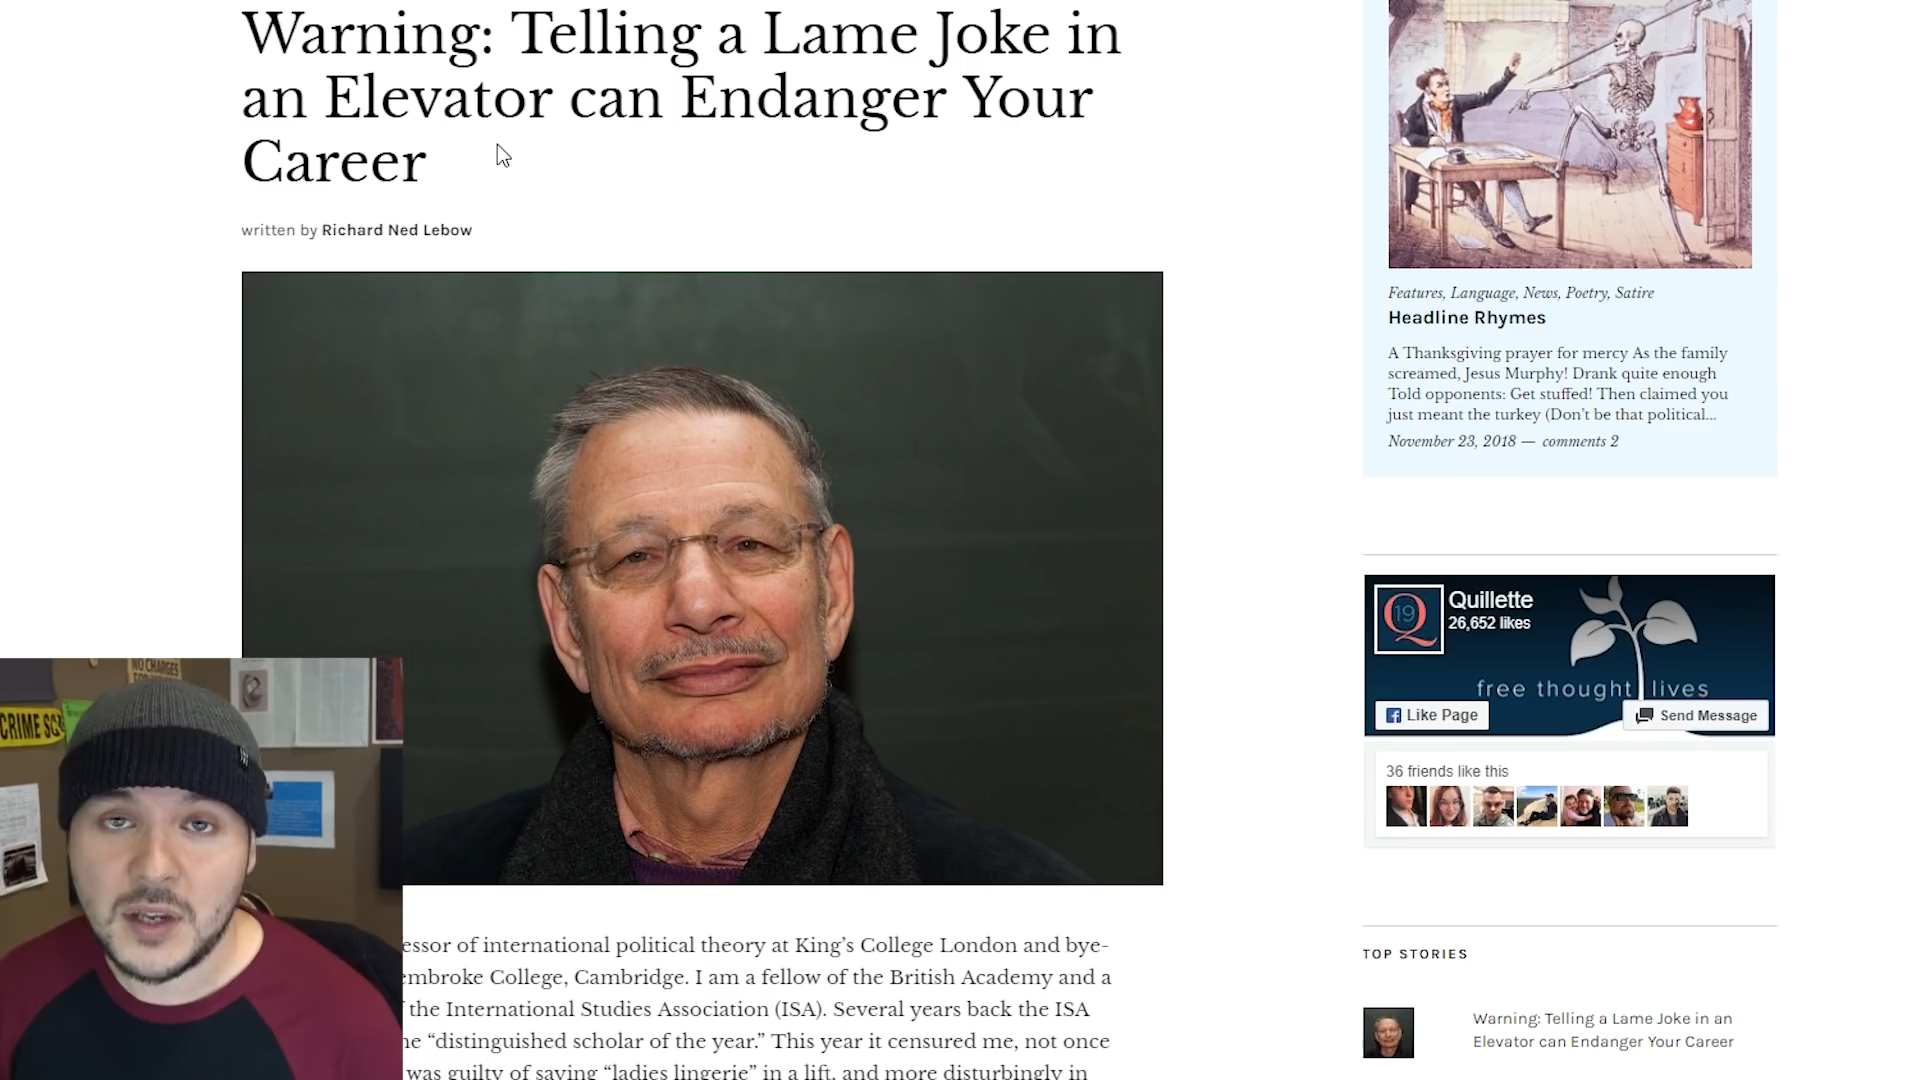 Warning: Telling a Lame Joke in
an Elevator can Endanger Your
Career
written by Richard Ned Lebow
essor of international political theory at King's College London and bye-
embroke College, Cambridge. I am a fellow of the British Academy and a
the International Studies Association (ISA). Several years back the ISA
"distinguished scholar of the year." This year it censured me, not once
was guilty of saying "ladies lingerie" in a lift, and more disturbingly in
NO CHARGES
CRIME SC
Features, Language, News, Poetry, Satire
Headline Rhymes
A Thanksgiving prayer for mercy As the family
screamed, Jesus Murphy! Drank quite enough
Told opponents: Get stuffed! Then claimed you
just meant the turkey (Don't be that political...
November 23, 2018 — comments 2
Q 19
Quillette
26,652 likes
free thought lives
Like Page
Send Message
36 friends like this
TOP STORIES
Warning: Telling a Lame Joke in an
Elevator can Endanger Your Career